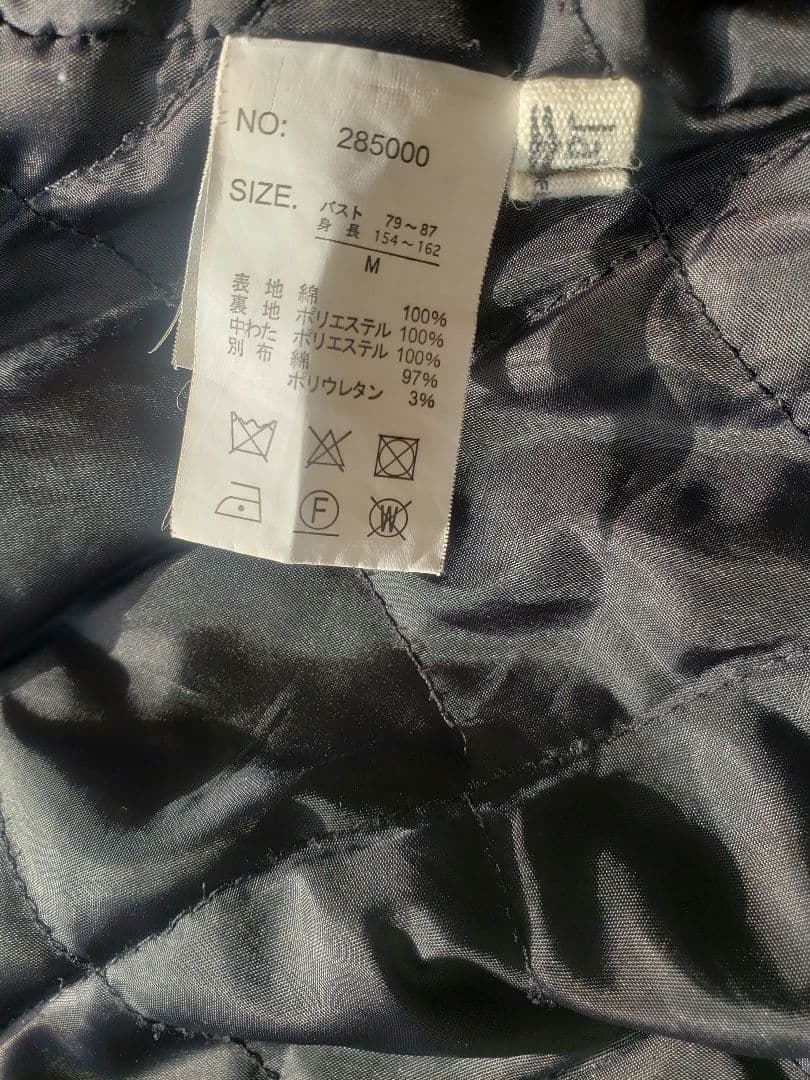 NO: 285000
SIZE. バスト 79～87
身長 154～162
M
表地 綿 100%
裏地 ポリエステル 100%
中わた ポリエステル 100%
別布 綿 97%
ポリウレタン 3%
F
W